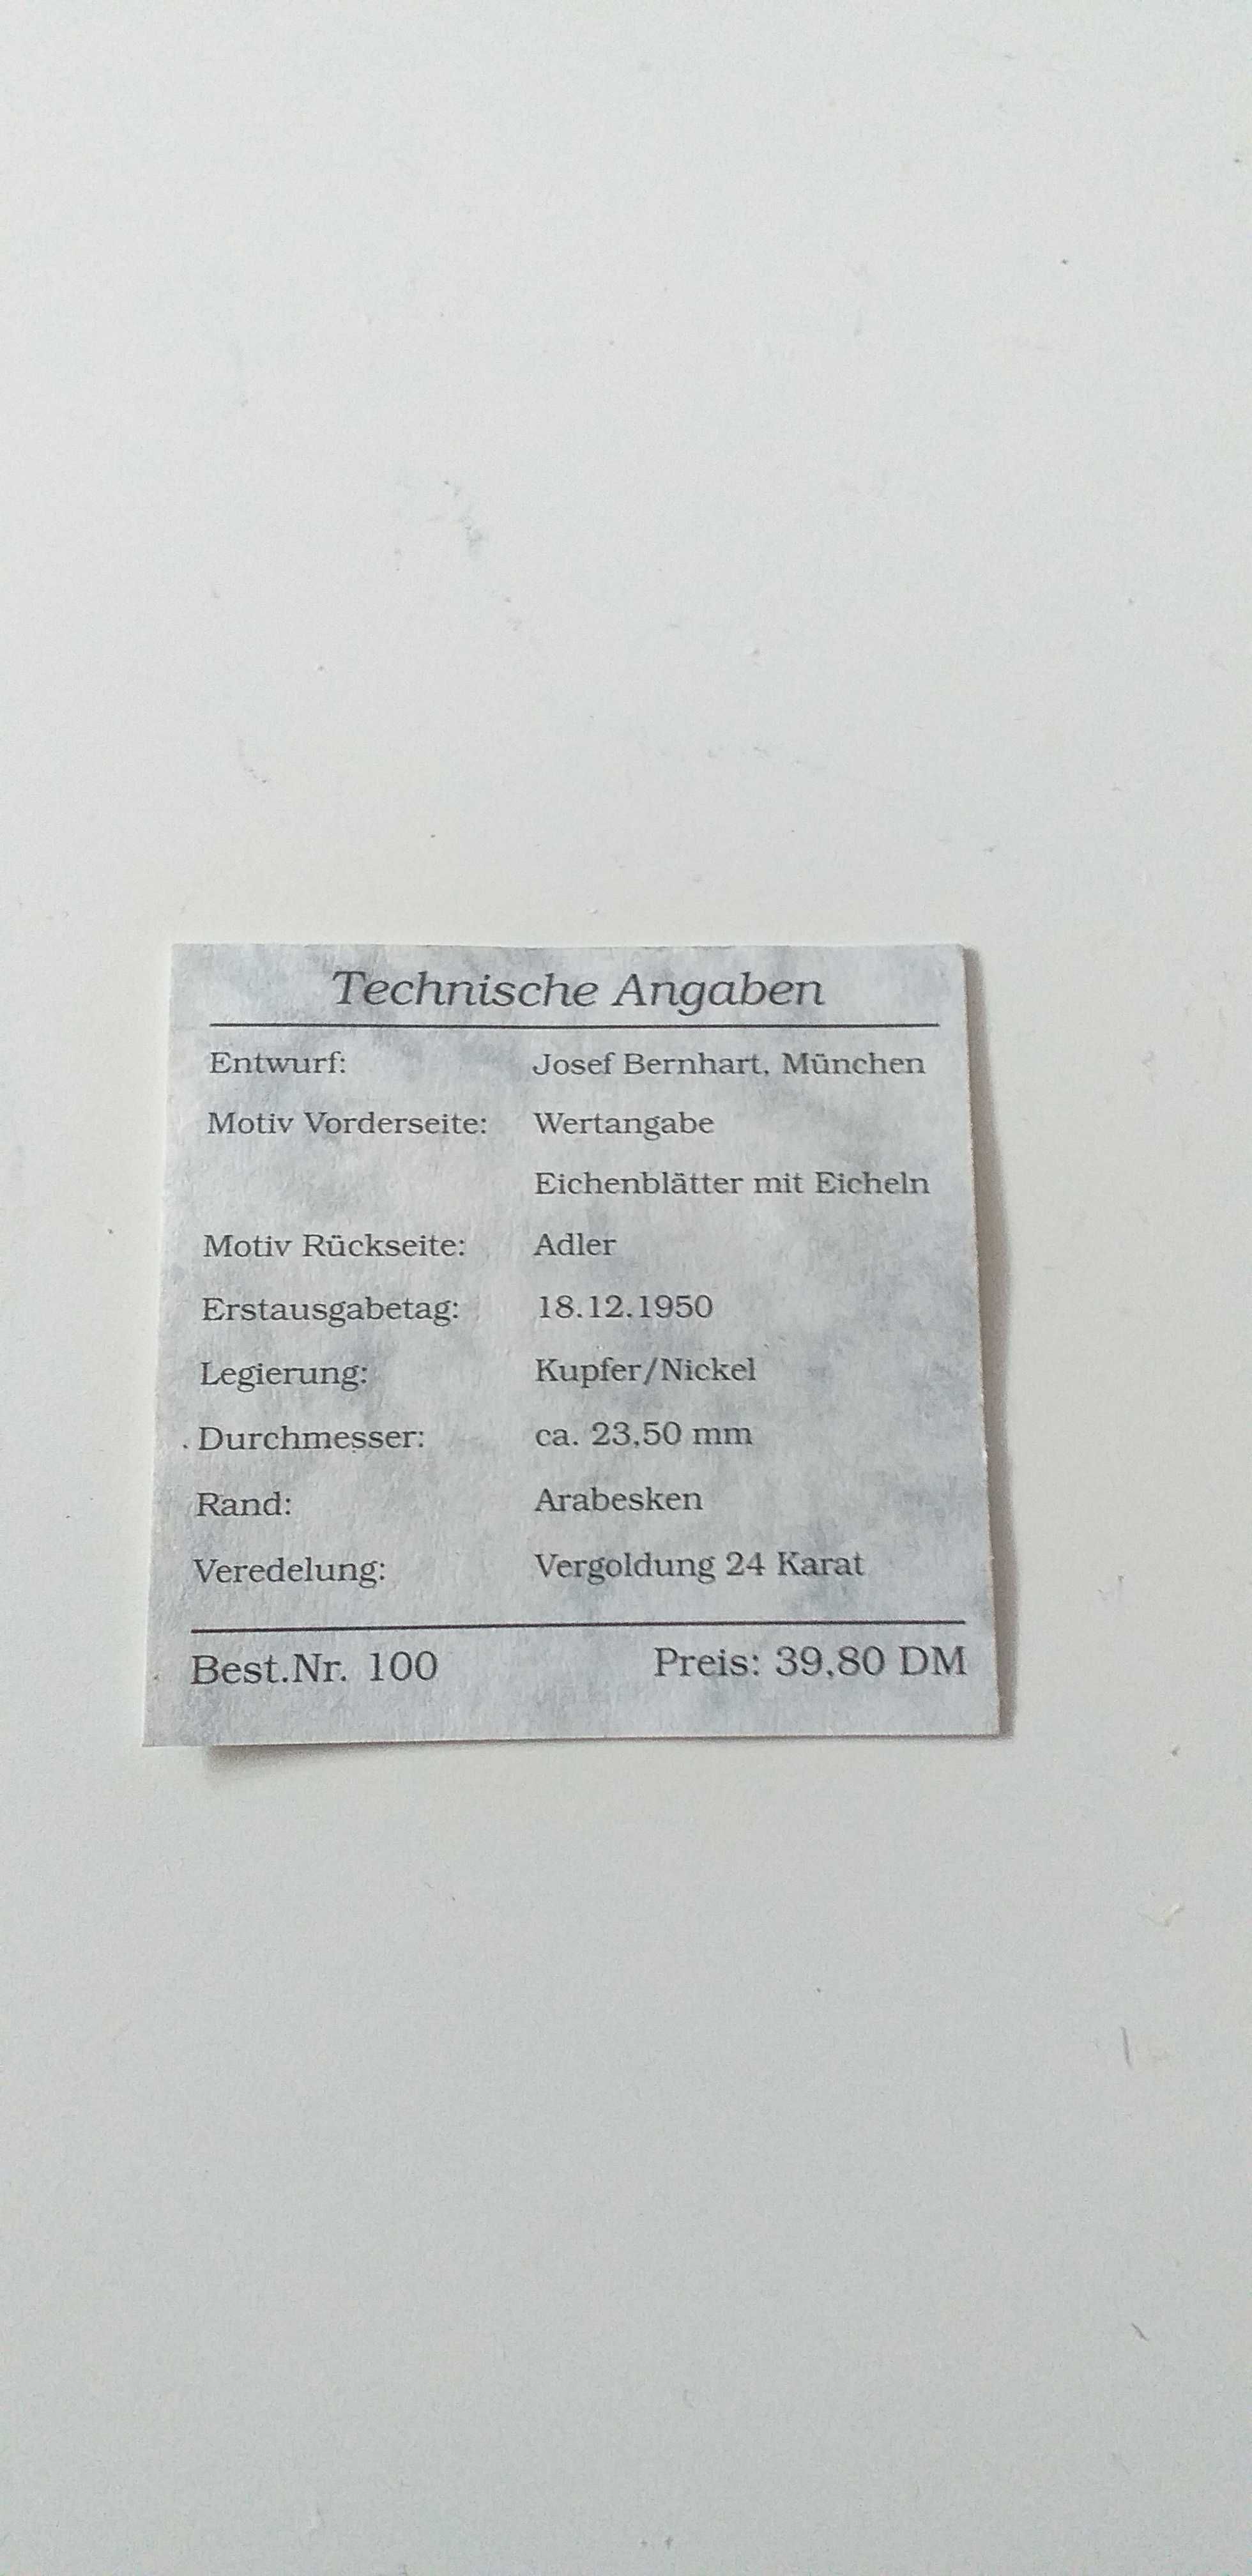 Technische Angaben
Entwurf: Josef Bernhart, München
Motiv Vorderseite: Wertangabe
Eichenblätter mit Eicheln
Motiv Rückseite: Adler
Erstausgabetag: 18.12.1950
Legierung: Kupfer/Nickel
Durchmesser: ca. 23,50 mm
Rand: Arabesken
Veredelung: Vergoldung 24 Karat
Best.Nr. 100 Preis: 39,80 DM